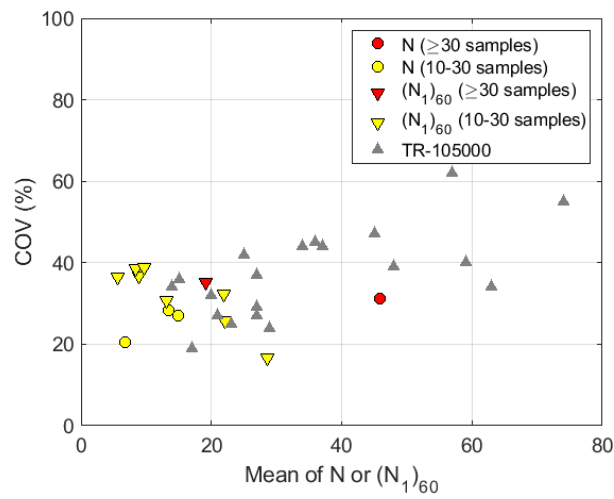 100
80
60
40
20
0
COV (%)
N (≥30 samples)
N (10-30 samples)
(N₁)₆₀ (≥30 samples)
(N₁)₆₀ (10-30 samples)
TR-105000
0 20 40 60 80
Mean of N or (N₁)₆₀